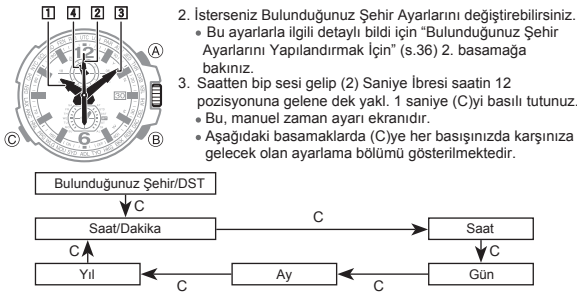 1 4 2 3
12
A
30
C
6
B
2. İsterseniz Bulunduğunuz Şehir Ayarlarını değiştirebilirsiniz.
• Bu ayarlarla ilgili detaylı bildi için “Bulunduğunuz Şehir
Ayarlarını Yapılandırmak İçin” (s.36) 2. basamağa
bakınız.
3. Saatten bip sesi gelip (2) Saniye İbresi saatin 12
pozisyonuna gelene dek yakl. 1 saniye (C)yi basılı tutunuz.
• Bu, manuel zaman ayarı ekranıdır.
• Aşağıdaki basamaklarda (C)ye her basışınızda karşınıza
gelecek olan ayarlama bölümü gösterilmektedir.
Bulunduğunuz Şehir/DST
C
Saat/Dakika
C
Saat
C
C
Yıl
C
Ay
C
Gün